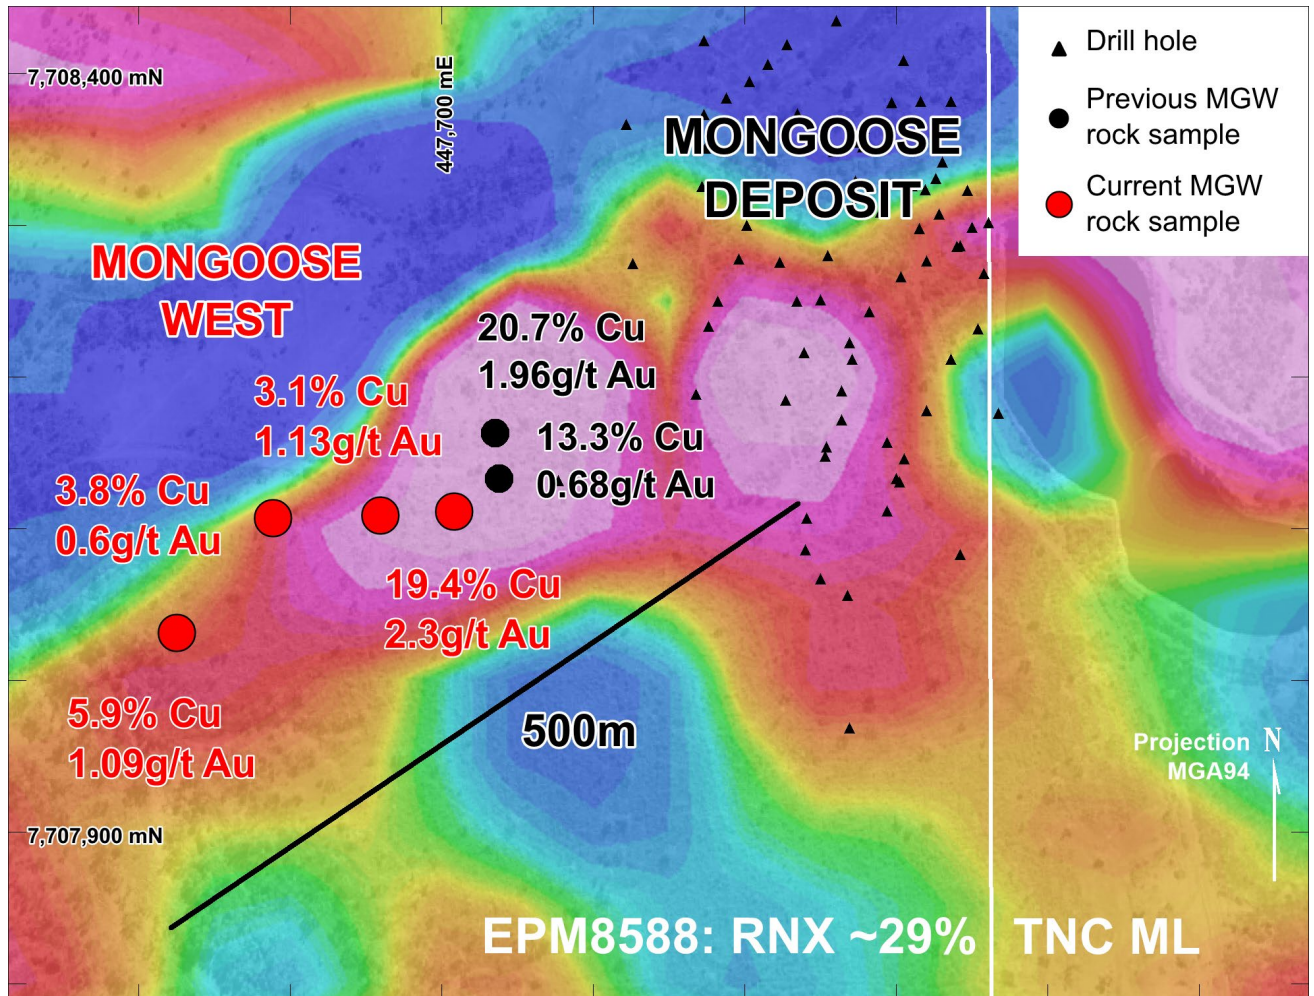 7,708,400 mN
447,700 mE
Drill hole
Previous MGW
rock sample
Current MGW
rock sample
MONGOOSE
DEPOSIT
MONGOOSE
WEST
20.7% Cu
1.96g/t Au
3.1% Cu
1.13g/t Au
13.3% Cu
0.68g/t Au
3.8% Cu
0.6g/t Au
19.4% Cu
2.3g/t Au
5.9% Cu
1.09g/t Au
500m
Projection N
MGA94
7,707,900 mN
EPM8588: RNX ~29%
TNC ML